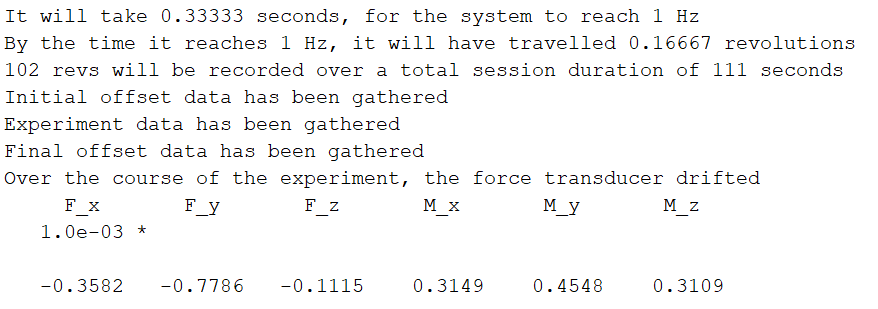 It will take 0.33333 seconds, for the system to reach 1 Hz
By the time it reaches 1 Hz, it will have travelled 0.16667 revolutions
102 revs will be recorded over a total session duration of 111 seconds
Initial offset data has been gathered
Experiment data has been gathered
Final offset data has been gathered
Over the course of the experiment, the force transducer drifted
F_x F_y F_z M_x M_y M_z
1.0e-03 *
-0.3582 -0.7786 -0.1115 0.3149 0.4548 0.3109